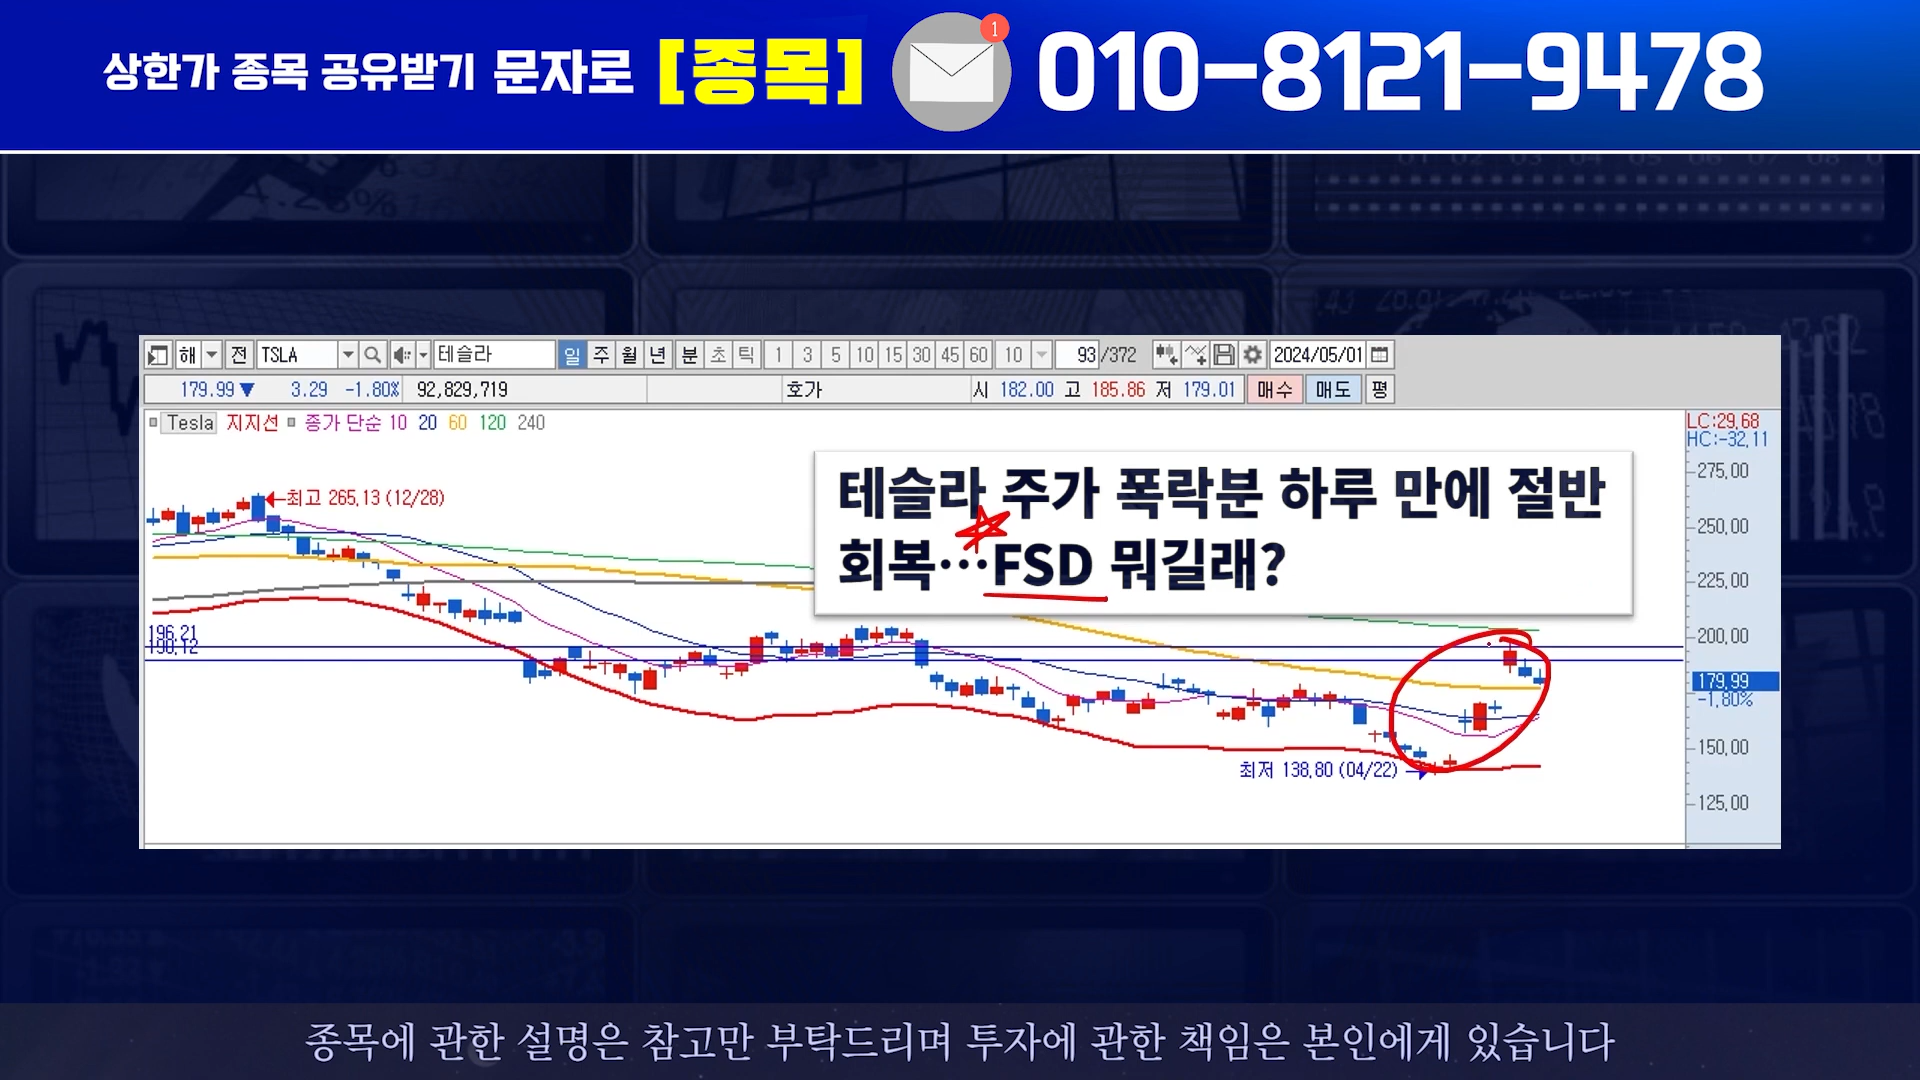 상한가 종목 공유받기 문자로 [종목] 1 010-8121-9478
해 전 TSLA 테슬라 일 주 월 년 분 초 틱 1 3 5 10 15 30 45 60 10 93/372 2024/05/01
179.99▼ 3.29 -1.80% 92,829,719 호가 시 182.00 고 185.86 저 179.01 매수 매도 평
Tesla 지지선 종가 단순 10 20 60 120 240
LC:29.68
HC:-32.11
275.00
테슬라 주가 폭락분 하루 만에 절반
회복…FSD 뭐길래?
←최고 265.13 (12/28)
250.00
225.00
196.21
190.12
200.00
179.99
-1.80%
150.00
최저 138.80 (04/22)→
125.00
종목에 관한 설명은 참고만 부탁드리며 투자에 관한 책임은 본인에게 있습니다